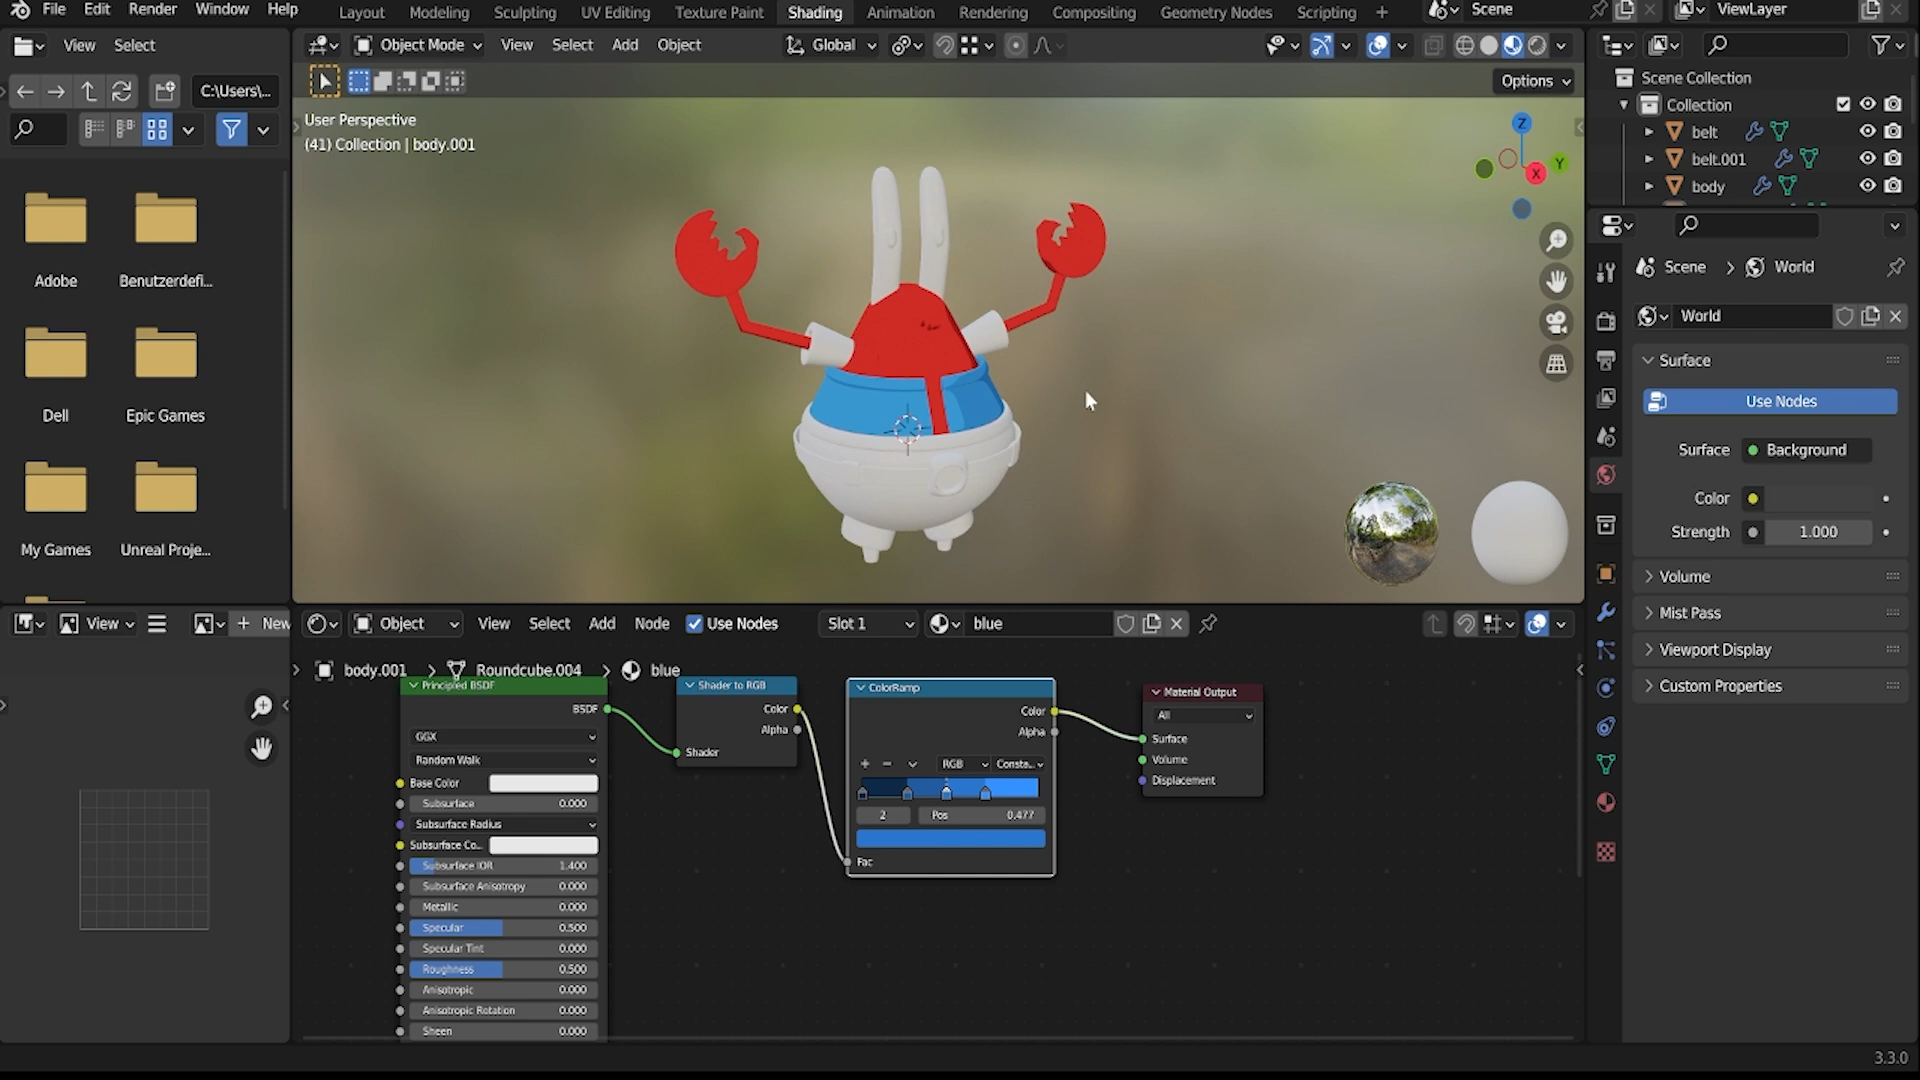 File Edit Render Window Help Layout Modeling Sculpting UV Editing Texture Paint Shading Animation Rendering Compositing Geometry Nodes Scripting + Scene ViewLayer
View Select Object Mode View Select Add Object Global
C:\Users\... Options
Scene Collection
Collection
belt
belt.001
body
User Perspective
(41) Collection | body.001
Z
Y
X
Adobe Benutzerdefi...
Dell Epic Games
My Games Unreal Proje...
Scene > World
World
Surface
Use Nodes
Surface Background
Color
Strength 1.000
Volume
Mist Pass
Viewport Display
Custom Properties
View + New Object View Select Add Node Use Nodes Slot 1 blue
body.001 > Roundcube.004 > blue
Principled BSDF
BSDF
GGX
Random Walk
Base Color
Subsurface 0.000
Subsurface Radius
Subsurface Co...
Subsurface IOR 1.400
Subsurface Anisotropy 0.000
Metallic 0.000
Specular 0.500
Specular Tint 0.000
Roughness 0.500
Anisotropic 0.000
Anisotropic Rotation 0.000
Sheen 0.000
Shader to RGB
Color
Alpha
Shader
ColorRamp
Color
Alpha
+ − RGB Consta...
2 Pos 0.477
Fac
Material Output
All
Surface
Volume
Displacement
3.3.0